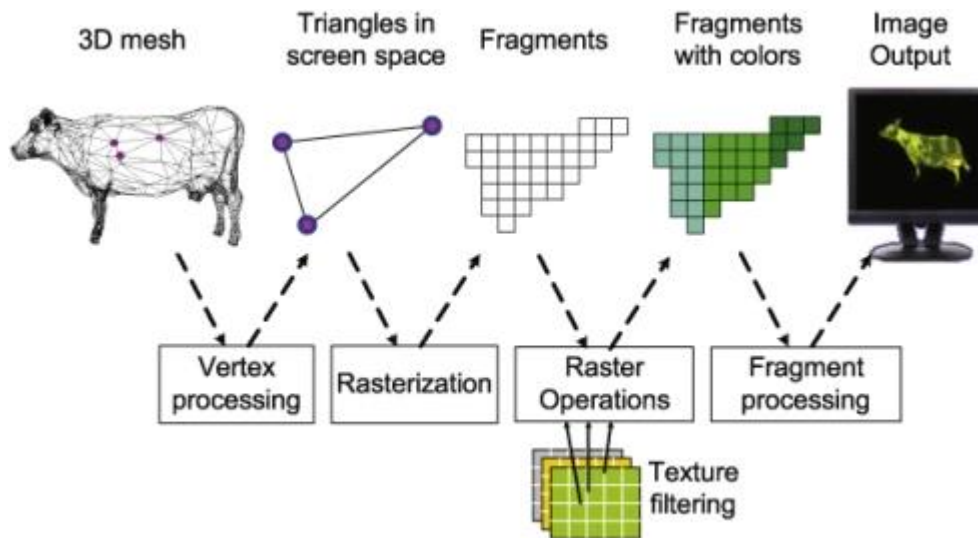 3D mesh
Triangles in
screen space
Fragments
Fragments
with colors
Image
Output
Vertex
processing
Rasterization
Raster
Operations
Fragment
processing
Texture
filtering